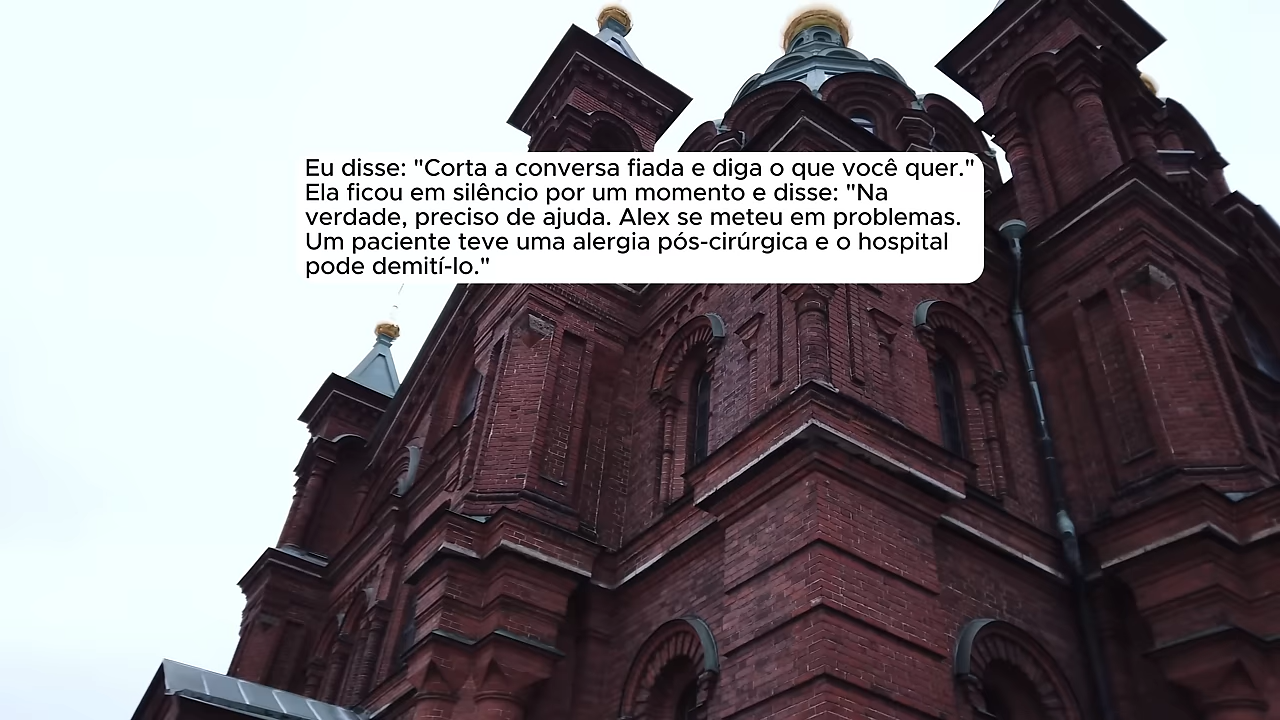 Eu disse: "Corta a conversa fiada e diga o que você quer."
Ela ficou em silêncio por um momento e disse: "Na
verdade, preciso de ajuda. Alex se meteu em problemas.
Um paciente teve uma alergia pós-cirúrgica e o hospital
pode demití-lo."